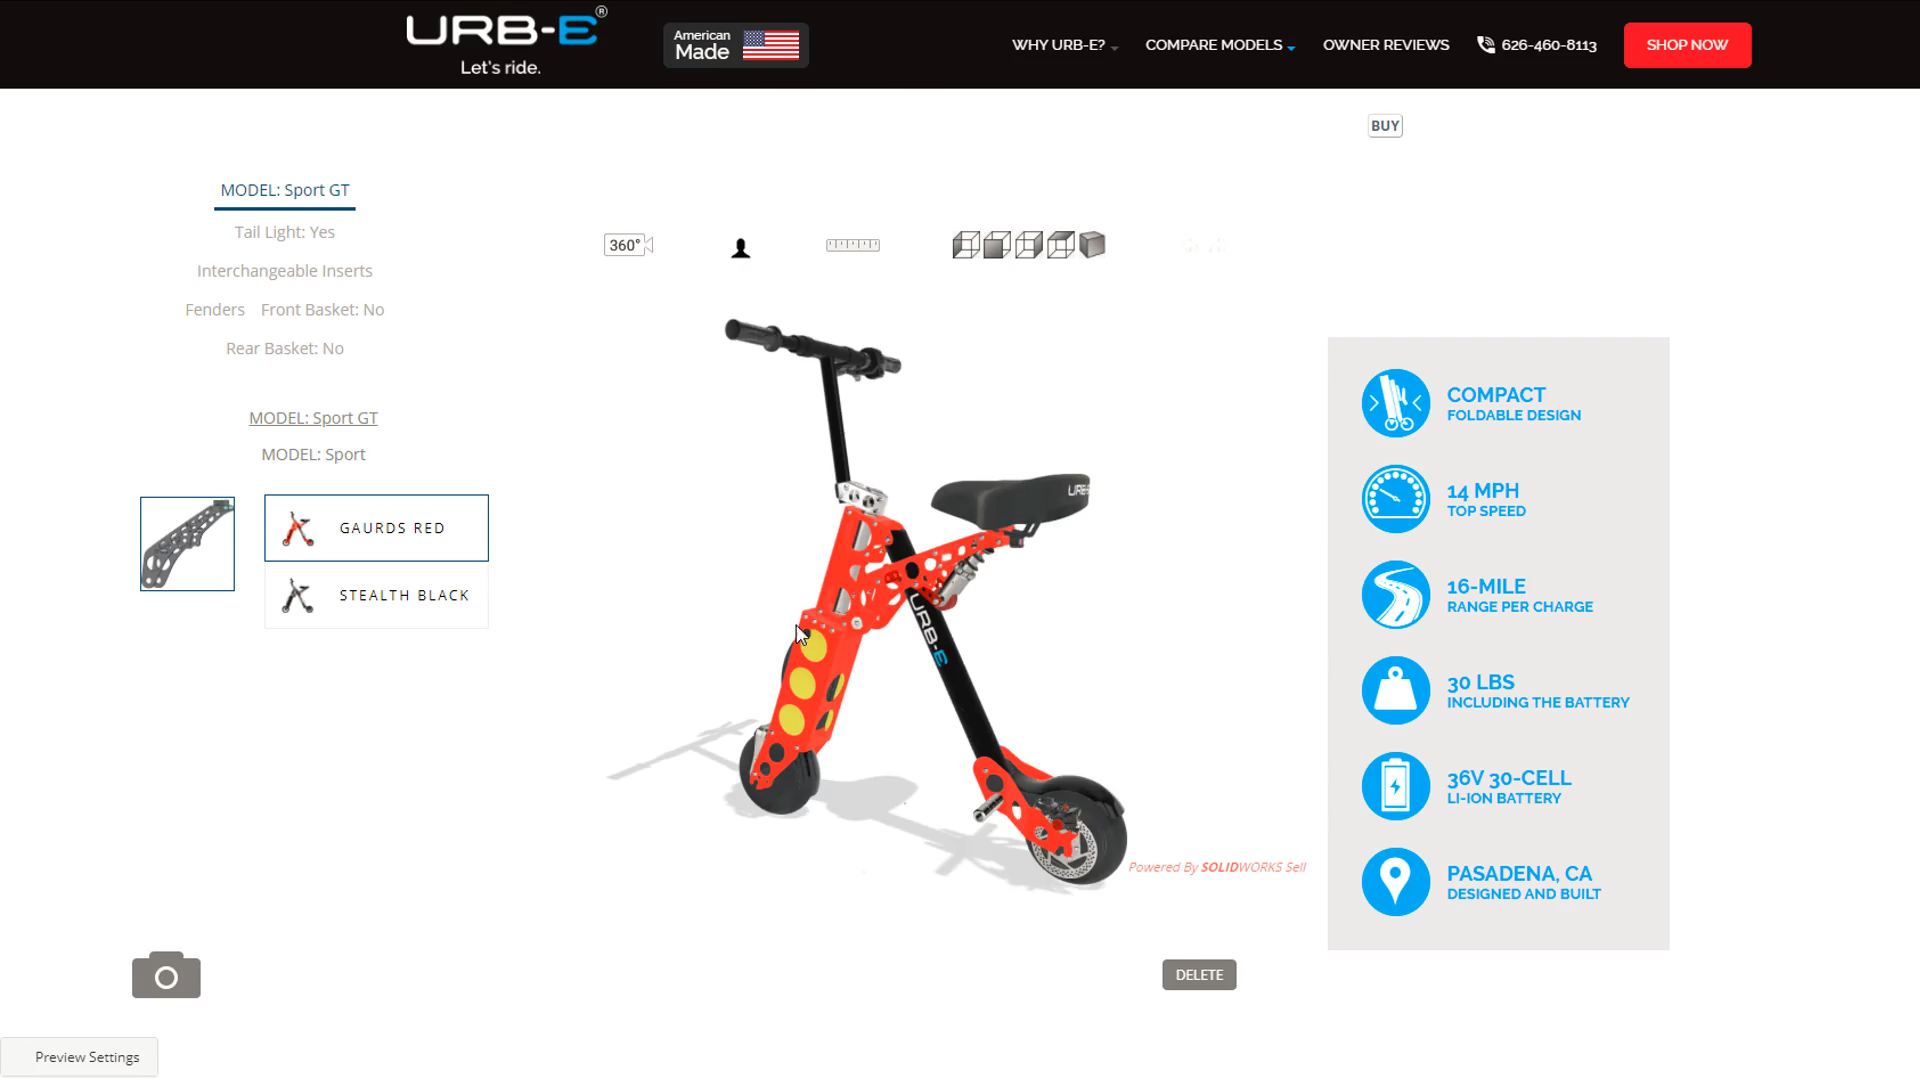 URB-E®
Let's ride.
American
Made
WHY URB-E?
COMPARE MODELS
OWNER REVIEWS
626-460-8113
SHOP NOW
BUY
MODEL: Sport GT
Tail Light: Yes
Interchangeable Inserts
Fenders Front Basket: No
Rear Basket: No
MODEL: Sport GT
MODEL: Sport
GAURDS RED
STEALTH BLACK
360°
URB-E
URB-E
COMPACT
FOLDABLE DESIGN
14 MPH
TOP SPEED
16-MILE
RANGE PER CHARGE
30 LBS
INCLUDING THE BATTERY
36V 30-CELL
LI-ION BATTERY
PASADENA, CA
DESIGNED AND BUILT
Powered By SOLIDWORKS Sell
DELETE
Preview Settings